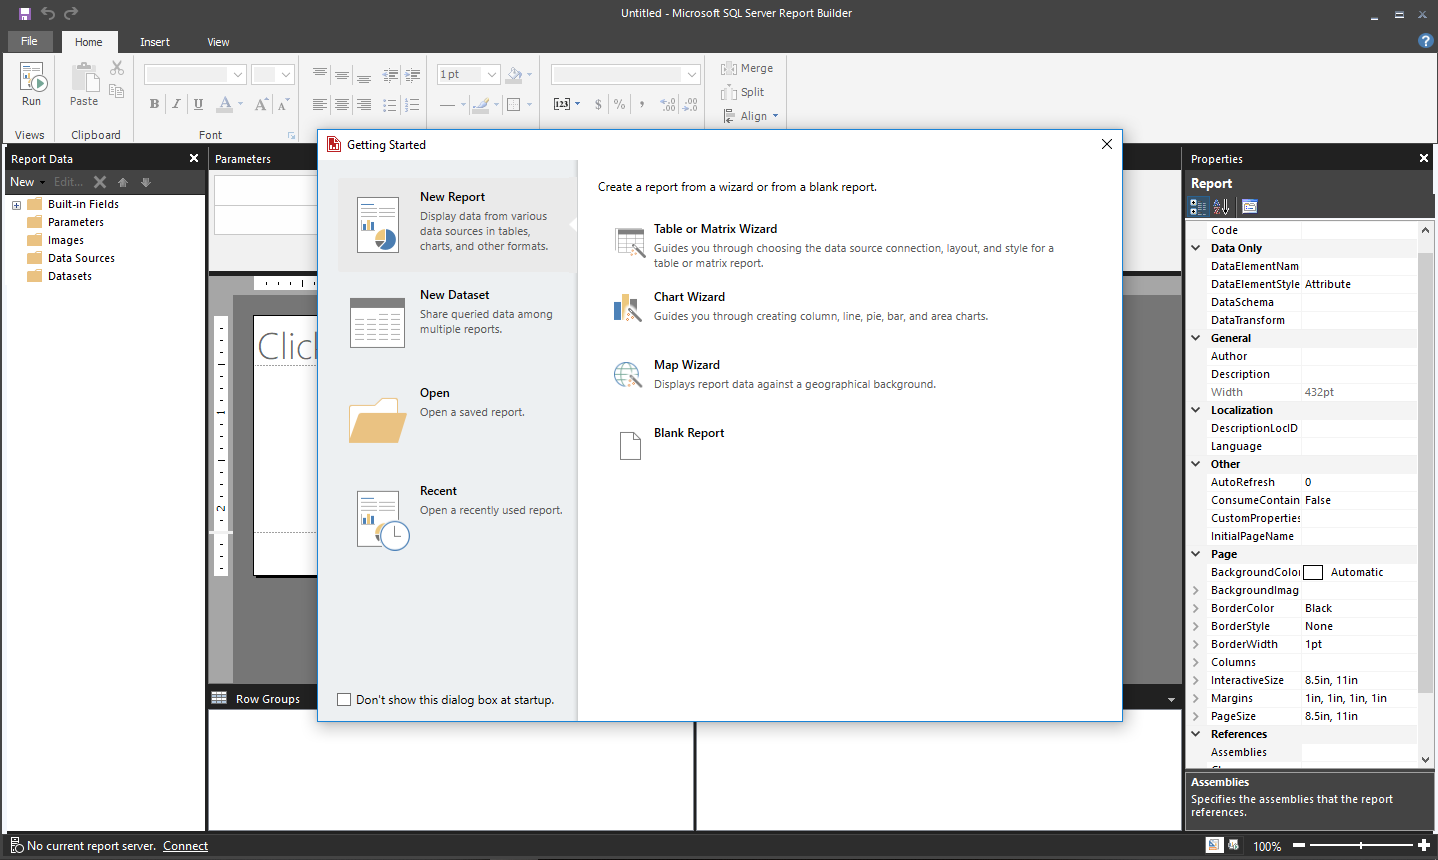 Untitled - Microsoft SQL Server Report Builder
File
Home
Insert
View
Run
Paste
1 pt
B I U A A A
123 $ % ,
Merge
Split
Align
Views
Clipboard
Font
Report Data
New
Edit...
Built-in Fields
Parameters
Images
Data Sources
Datasets
Parameters
Click
1
2
Row Groups
Getting Started
New Report
Display data from various
data sources in tables,
charts, and other formats.
New Dataset
Share queried data among
multiple reports.
Open
Open a saved report.
Recent
Open a recently used report.
Don't show this dialog box at startup.
Create a report from a wizard or from a blank report.
Table or Matrix Wizard
Guides you through choosing the data source connection, layout, and style for a
table or matrix report.
Chart Wizard
Guides you through creating column, line, pie, bar, and area charts.
Map Wizard
Displays report data against a geographical background.
Blank Report
Properties
Report
Code
Data Only
DataElementNam
DataElementStyle Attribute
DataSchema
DataTransform
General
Author
Description
Width 432pt
Localization
DescriptionLocID
Language
Other
AutoRefresh 0
ConsumeContain False
CustomProperties
InitialPageName
Page
BackgroundColor Automatic
BackgroundImag
BorderColor Black
BorderStyle None
BorderWidth 1pt
Columns
InteractiveSize 8.5in, 11in
Margins 1in, 1in, 1in, 1in
PageSize 8.5in, 11in
References
Assemblies
Assemblies
Specifies the assemblies that the report
references.
No current report server. Connect
100%